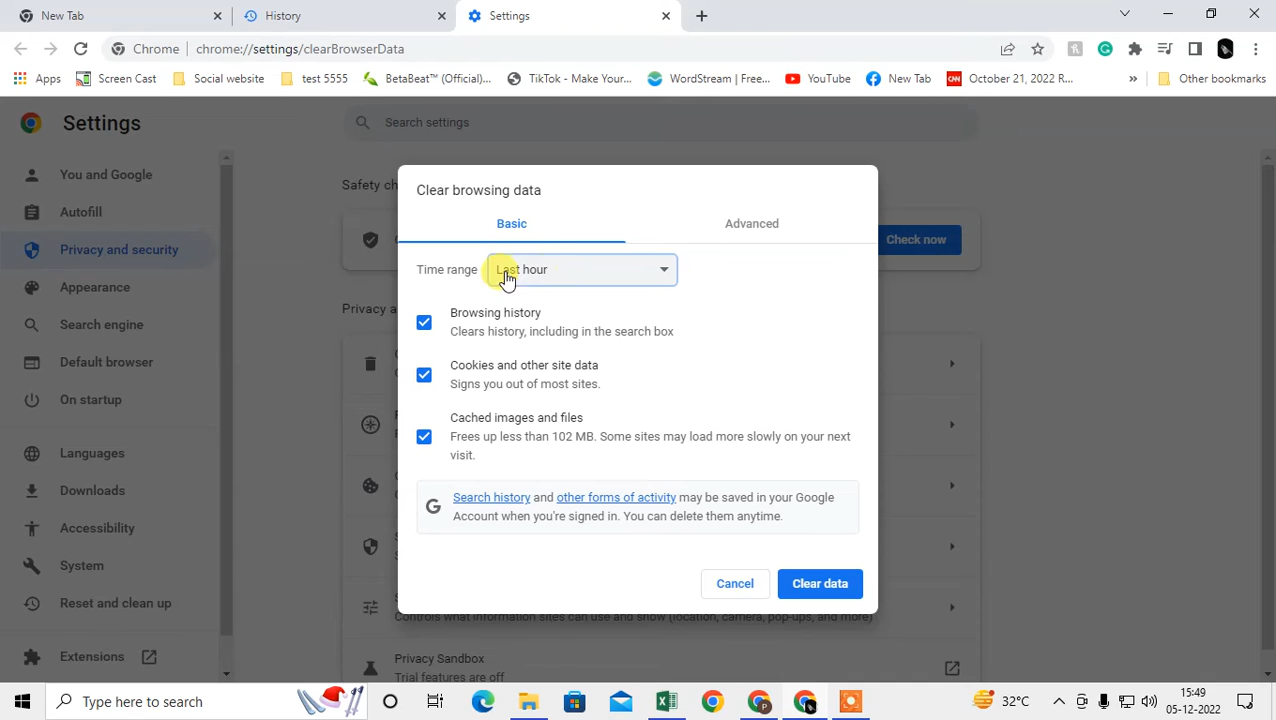 New Tab
History
Settings
Chrome
chrome://settings/clearBrowserData
Apps
Screen Cast
Social website
test 5555
BetaBeat™ (Official)...
TikTok - Make Your...
WordStream | Free...
YouTube
New Tab
CNN
October 21, 2022 R...
»
Other bookmarks
Settings
Search settings
You and Google
Autofill
Privacy and security
Appearance
Search engine
Default browser
On startup
Languages
Downloads
Accessibility
System
Reset and clean up
Extensions
Safety ch
Check now
Privacy a
Clear browsing data
Basic
Advanced
Time range
Last hour
Browsing history
Clears history, including in the search box
Cookies and other site data
Signs you out of most sites.
Cached images and files
Frees up less than 102 MB. Some sites may load more slowly on your next
visit.
Search history and other forms of activity may be saved in your Google
Account when you're signed in. You can delete them anytime.
Cancel
Clear data
Controls what information sites can use and show (location, camera, pop-ups, and more)
Privacy Sandbox
Trial features are off
Type here to search
32°C
15:49
05-12-2022